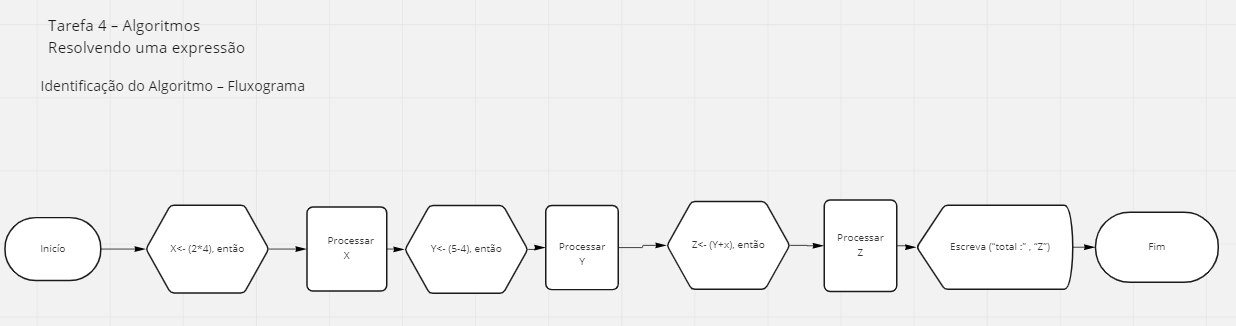 Tarefa 4 – Algoritmos
Resolvendo uma expressão
Identificação do Algoritmo – Fluxograma
Inicío
X<- (2*4), então
Processar
X
Y<- (5-4), então
Processar
Y
Z<- (Y+x), então
Processar
Z
Escreva ("total :" , "Z")
Fim